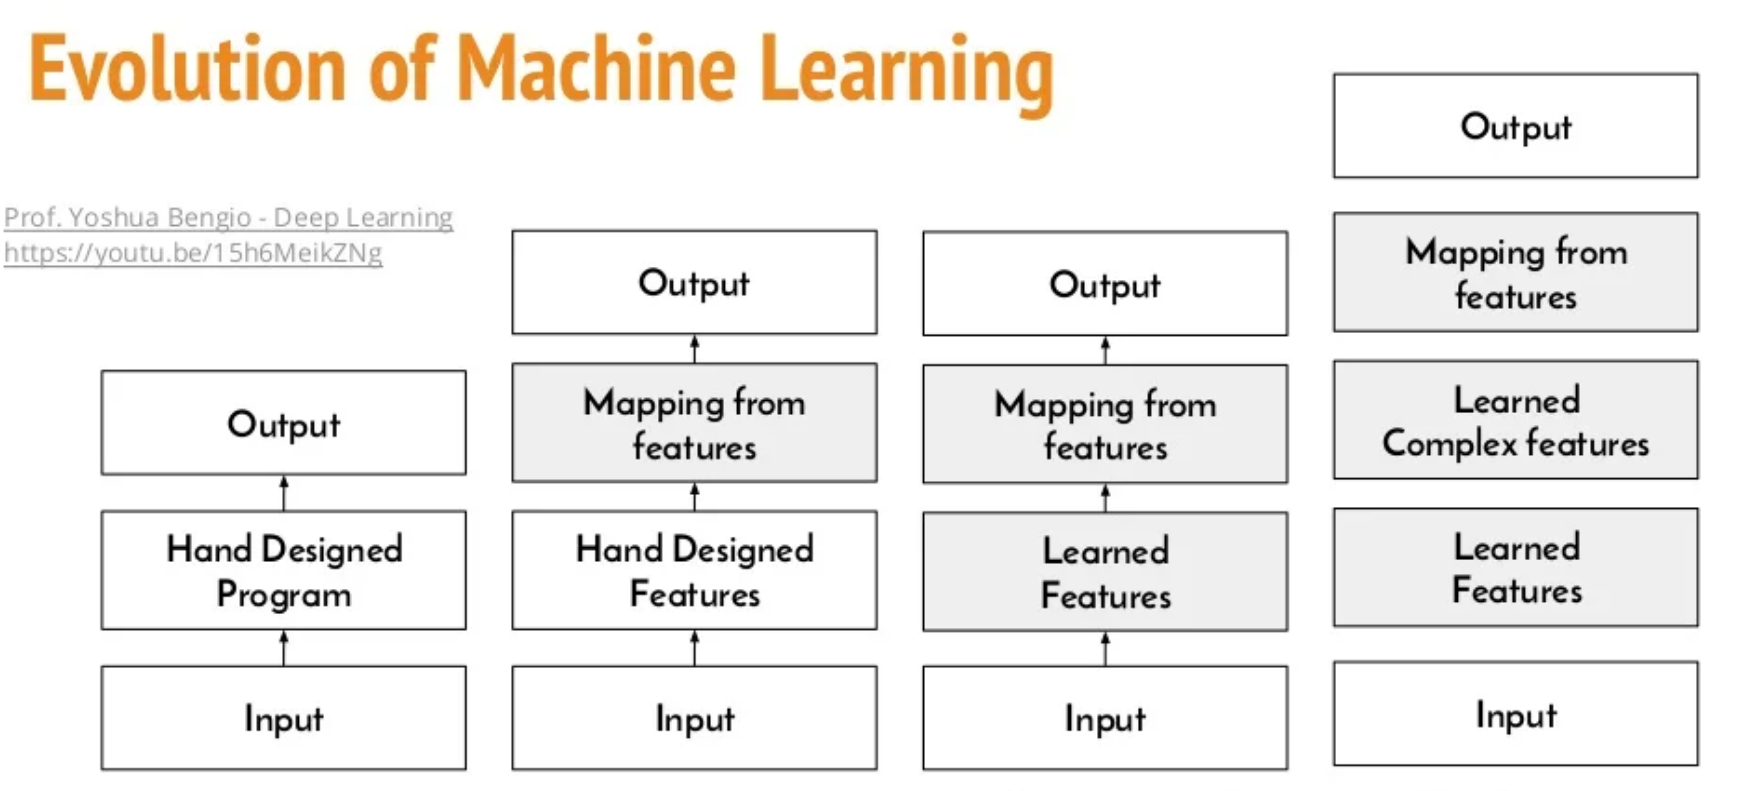 Evolution of Machine Learning
Prof. Yoshua Bengio - Deep Learning
https://youtu.be/15h6MeikZNg
Output
Hand Designed
Program
Input
Output
Mapping from
features
Hand Designed
Features
Input
Output
Mapping from
features
Learned
Features
Input
Output
Mapping from
features
Learned
Complex features
Learned
Features
Input